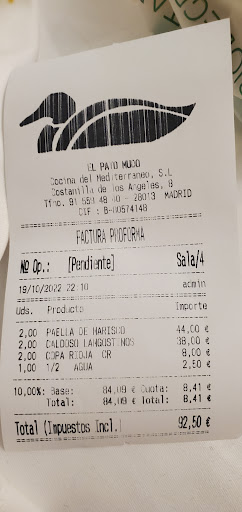 EL PATO MUDO
Cocina del Mediterraneo, S.L
Costanilla de los Angeles, 8
Tfno. 91 559 48 40 - 28013 MADRID
CIF : B-80574148
FACTURA PROFORMA
Nº Op.: [Pendiente] Sala/4
19/10/2022 22:10 admin
Uds. Producto Importe
2,00 PAELLA DE MARISCO 44,00 €
2,00 CALDOSO LANGOSTINOS 38,00 €
2,00 COPA RIOJA CR 8,00 €
1,00 1/2 AGUA 2,50 €
10,00%: Base: 84,09 € Cuota: 8,41 €
Total: 84,09 € Total: 8,41 €
Total (Impuestos Incl.) 92,50 €